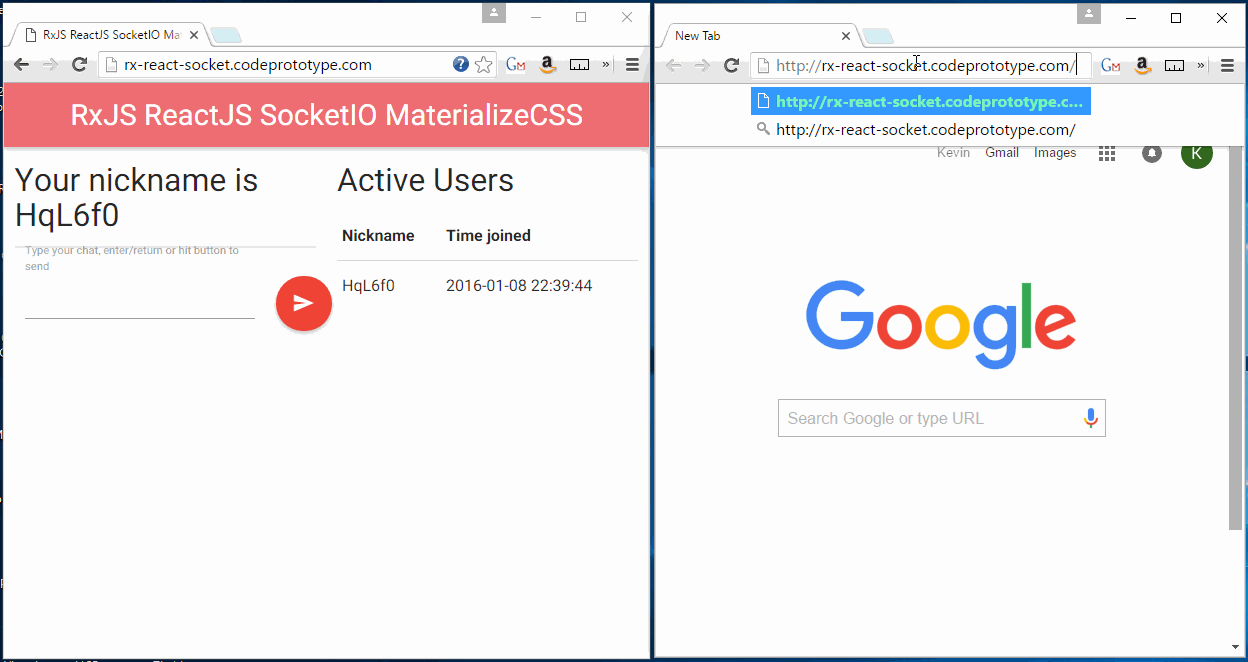 RxJS ReactJS SocketIO Ma
rx-react-socket.codeprototype.com
?
GM
a
»
RxJS ReactJS SocketIO MaterializeCSS
Your nickname is
HqL6f0
Type your chat, enter/return or hit button to
send
Active Users
Nickname Time joined
HqL6f0 2016-01-08 22:39:44
New Tab
http://rx-react-socket.codeprototype.com/
GM
a
»
http://rx-react-socket.codeprototype.c...
http://rx-react-socket.codeprototype.com/
Kevin Gmail Images
K
Google
Search Google or type URL